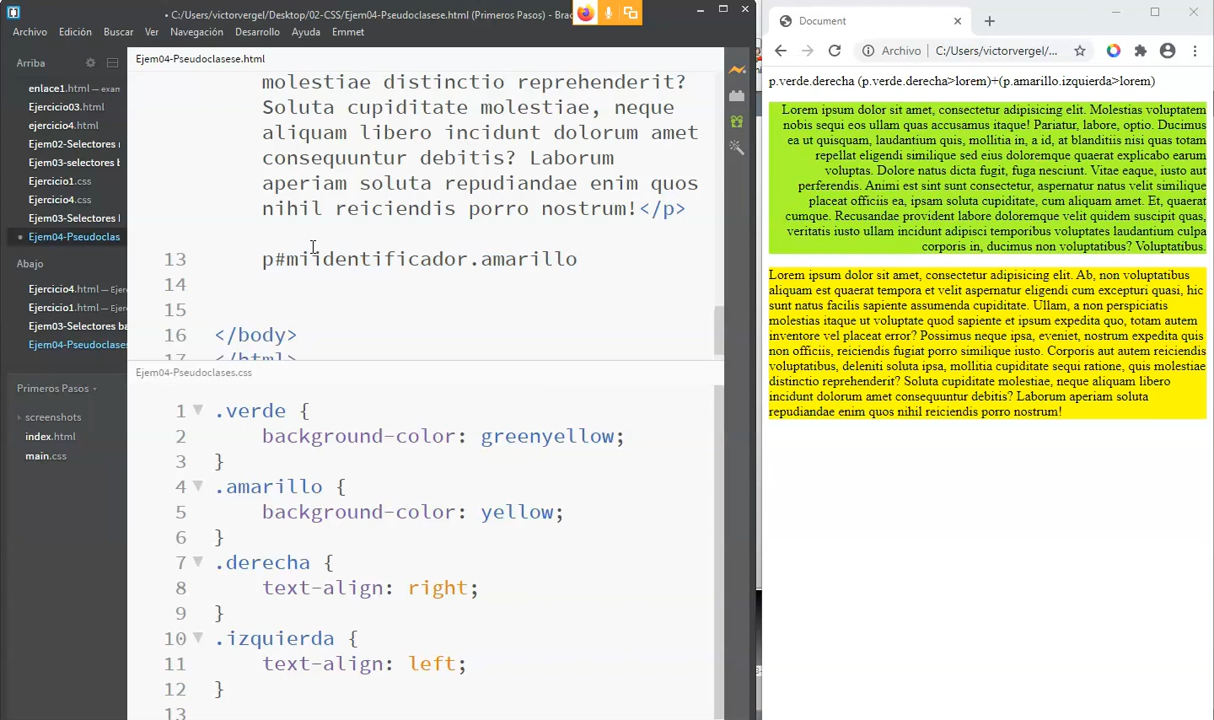 • C:/Users/victorvergel/Desktop/02-CSS/Ejem04-Pseudoclasese.html (Primeros Pasos) - Brac
Archivo Edición Buscar Ver Navegación Desarrollo Ayuda Emmet
Arriba
enlace1.html — exam
Ejercicio03.html
ejercicio4.html
Ejem02-Selectores
Ejem03-selectores b
Ejercicio1.css
Ejercicio4.css
Ejem03-Selectores l
Ejem04-Pseudoclas
Abajo
Ejercicio4.html — Ejerc
Ejercicio1.html — Ejerc
Ejem03-Selectores ba
Ejem04-Pseudoclases
Primeros Pasos
screenshots
index.html
main.css
Ejem04-Pseudoclasese.html
molestiae distinctio reprehenderit?
Soluta cupiditate molestiae, neque
aliquam libero incidunt dolorum amet
consequuntur debitis? Laborum
aperiam soluta repudiandae enim quos
nihil reiciendis porro nostrum!</p>
13 p#miidentificador.amarillo
14
15
16 </body>
17 </html>
Ejem04-Pseudoclases.css
1 .verde {
2 background-color: greenyellow;
3 }
4 .amarillo {
5 background-color: yellow;
6 }
7 .derecha {
8 text-align: right;
9 }
10 .izquierda {
11 text-align: left;
12 }
13
Document
Archivo C:/Users/victorvergel/...
p.verde.derecha (p.verde.derecha>lorem)+(p.amarillo.izquierda>lorem)
Lorem ipsum dolor sit amet, consectetur adipisicing elit. Molestias voluptatem
nobis sequi eos ullam quas accusamus itaque! Pariatur, labore, optio. Ducimus
ea ut quisquam, laudantium quis, mollitia in, a id, at blanditiis nisi quas totam
repellat eligendi similique sed eius doloremque quaerat explicabo earum
voluptas. Dolore natus dicta fugit, fuga nesciunt. Vitae eaque, iusto aut
perferendis. Animi est sint sunt consectetur, aspernatur natus velit similique
placeat officiis ea, ipsam soluta cupiditate, cum aliquam amet. Et, quaerat
cumque. Recusandae provident labore dolorum velit quidem suscipit quas,
veritatis iusto illum incidunt adipisci temporibus voluptates laudantium culpa
corporis in, ducimus non voluptatibus? Voluptatibus.
Lorem ipsum dolor sit amet, consectetur adipisicing elit. Ab, non voluptatibus
aliquam est quaerat tempora et velit aspernatur eligendi cum excepturi quasi, hic
sunt natus facilis sapiente assumenda cupiditate. Ullam, a non perspiciatis
molestias itaque ut voluptate quod sapiente et ipsum expedita quo, totam autem
inventore vel placeat error? Possimus neque ipsa, eveniet, nostrum expedita quis
non officiis, reiciendis fugiat porro similique iusto. Corporis aut autem reiciendis
voluptatibus, deleniti soluta ipsa, mollitia cupiditate sequi ratione, quis molestiae
distinctio reprehenderit? Soluta cupiditate molestiae, neque aliquam libero
incidunt dolorum amet consequuntur debitis? Laborum aperiam soluta
repudiandae enim quos nihil reiciendis porro nostrum!